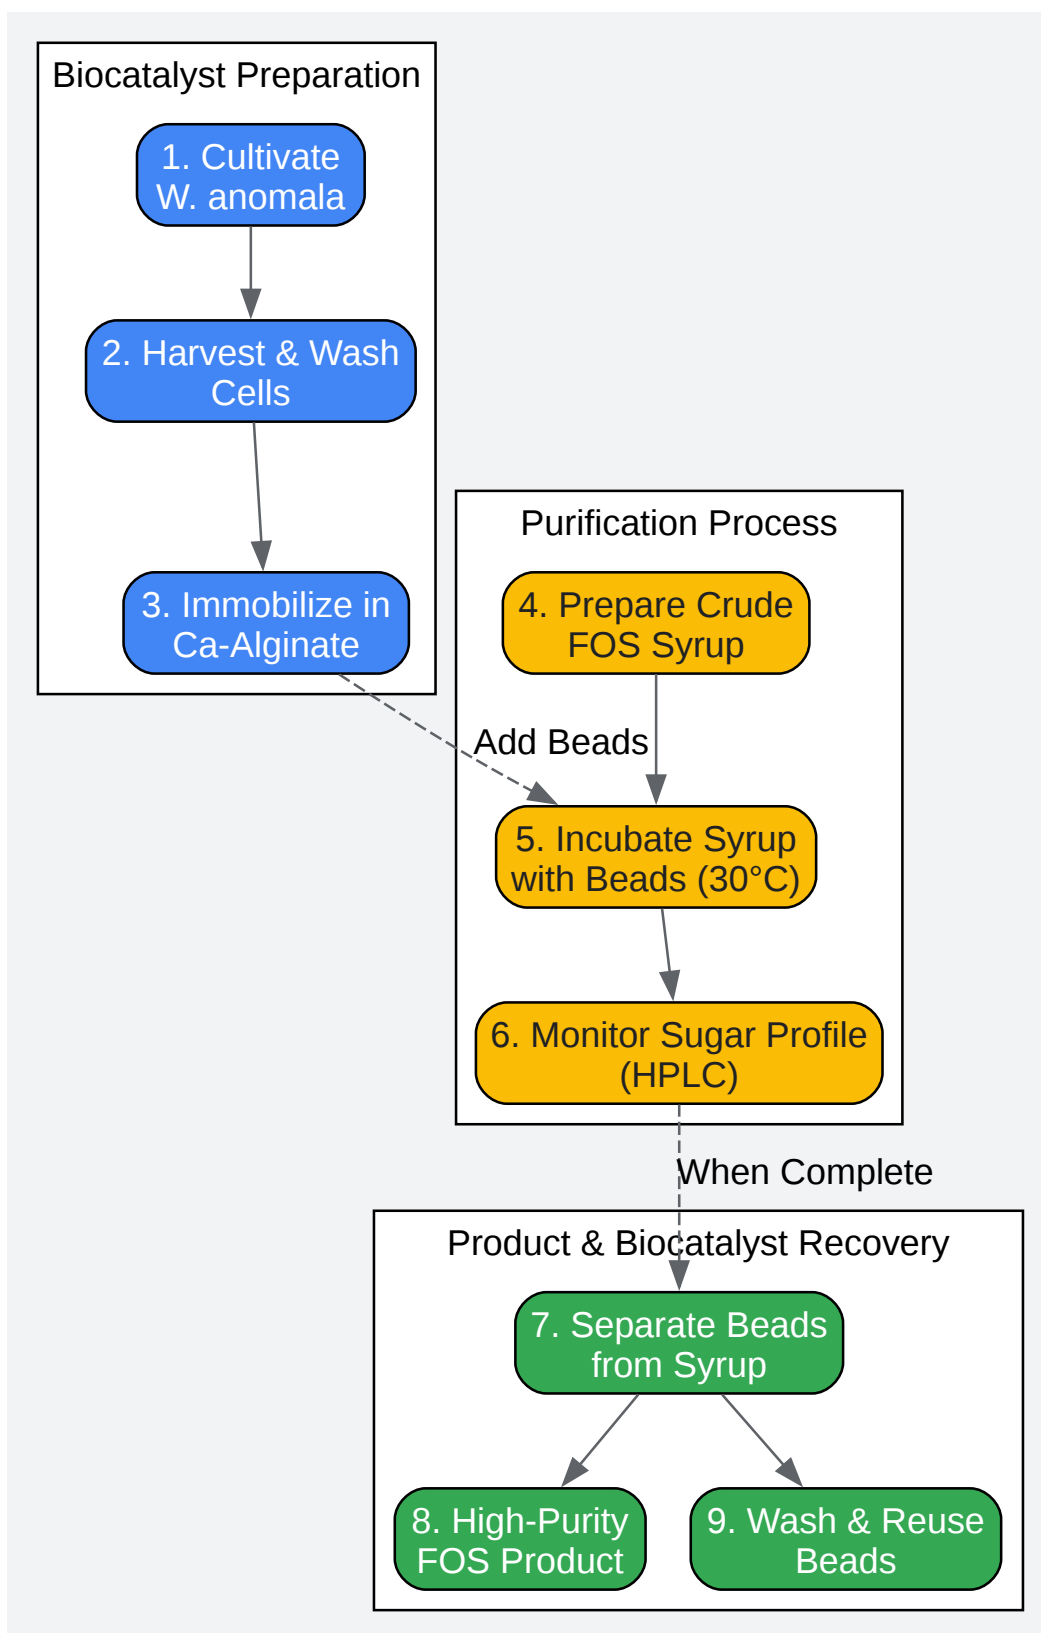 Biocatalyst Preparation
1. Cultivate
W. anomala
2. Harvest & Wash
Cells
3. Immobilize in
Ca-Alginate
Purification Process
4. Prepare Crude
FOS Syrup
Add Beads
5. Incubate Syrup
with Beads (30°C)
6. Monitor Sugar Profile
(HPLC)
When Complete
Product & Biocatalyst Recovery
7. Separate Beads
from Syrup
8. High-Purity
FOS Product
9. Wash & Reuse
Beads